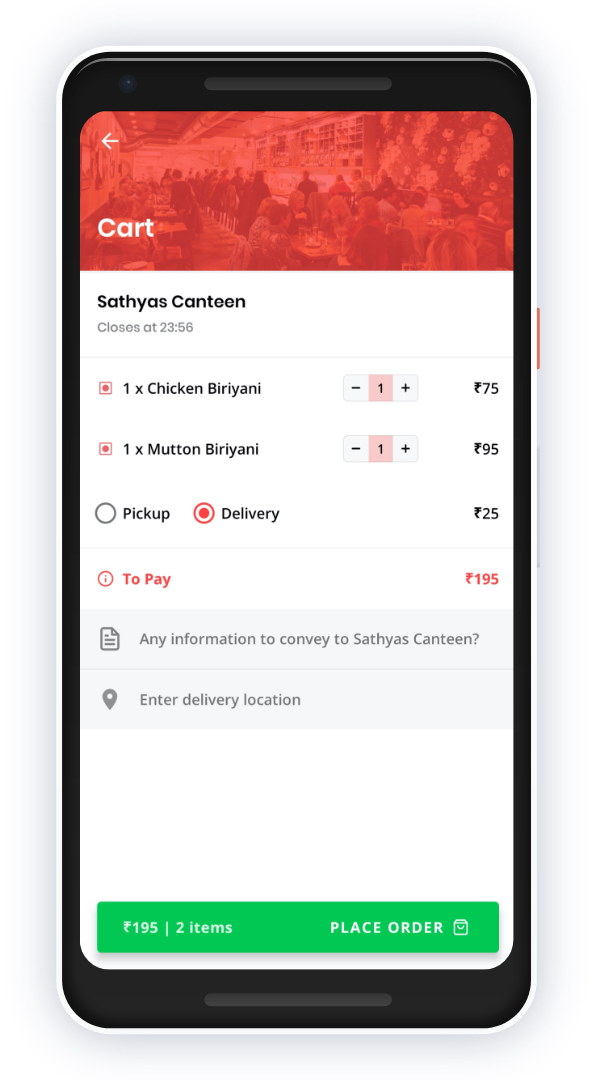 Cart
Sathyas Canteen
Closes at 23:56
1 x Chicken Biriyani − 1 + ₹75
1 x Mutton Biriyani − 1 + ₹95
Pickup Delivery ₹25
To Pay ₹195
Any information to convey to Sathyas Canteen?
Enter delivery location
₹195 | 2 items PLACE ORDER